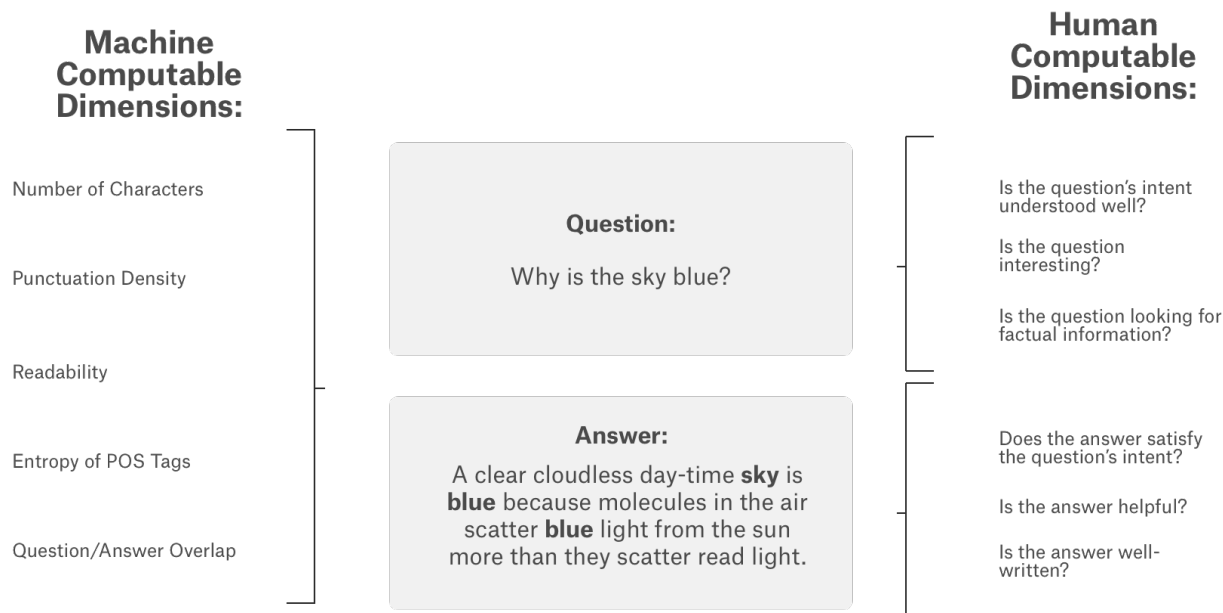 Machine
Computable
Dimensions:
Number of Characters
Punctuation Density
Readability
Entropy of POS Tags
Question/Answer Overlap
Question:
Why is the sky blue?
Answer:
A clear cloudless day-time sky is
blue because molecules in the air
scatter blue light from the sun
more than they scatter read light.
Human
Computable
Dimensions:
Is the question’s intent
understood well?
Is the question
interesting?
Is the question looking for
factual information?
Does the answer satisfy
the question’s intent?
Is the answer helpful?
Is the answer well-
written?